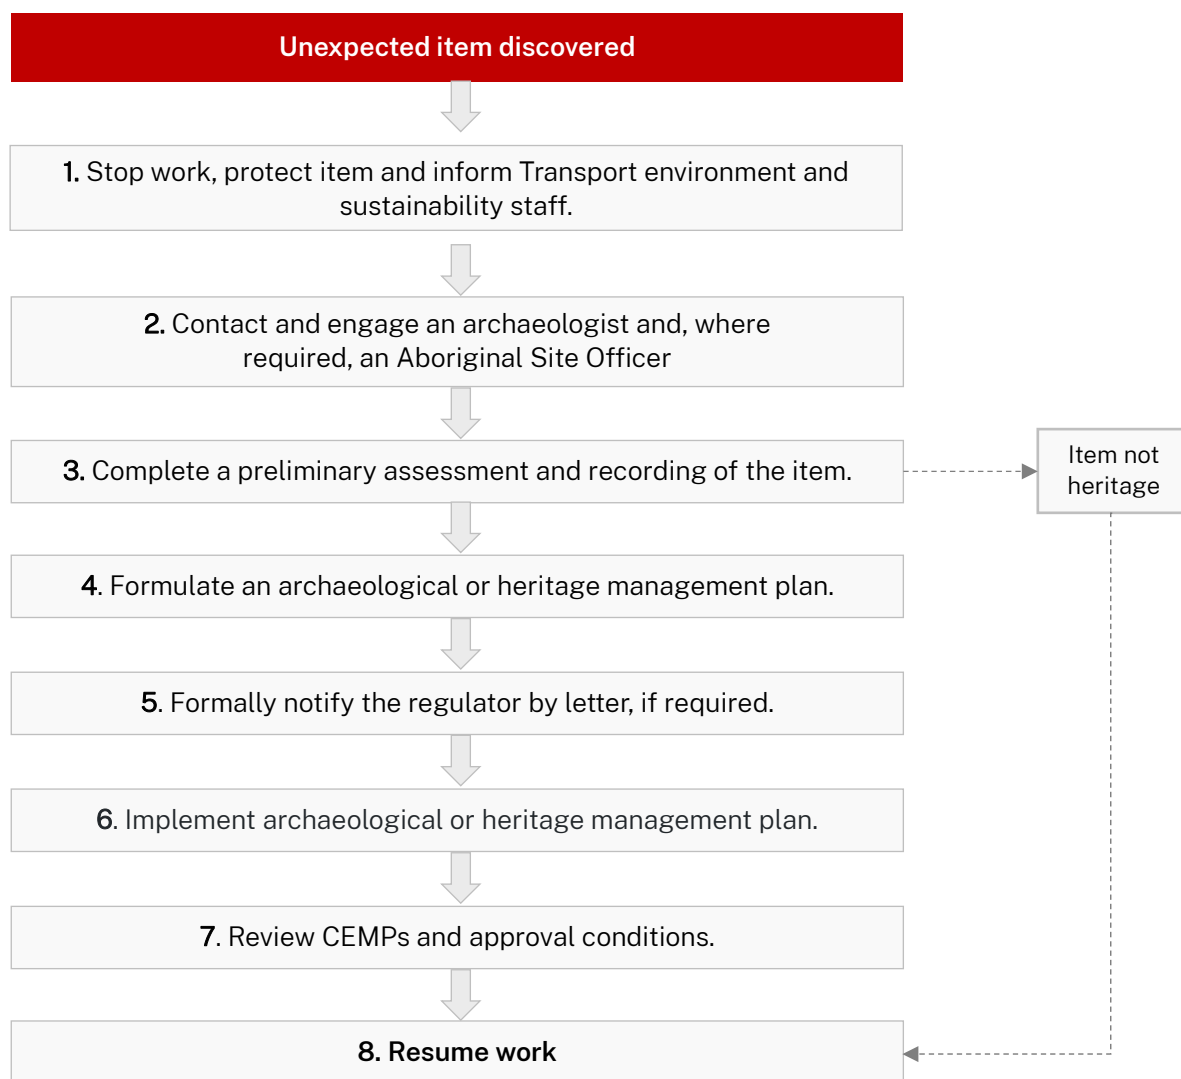 Unexpected item discovered
1. Stop work, protect item and inform Transport environment and
sustainability staff.
2. Contact and engage an archaeologist and, where
required, an Aboriginal Site Officer
3. Complete a preliminary assessment and recording of the item.
Item not
heritage
4. Formulate an archaeological or heritage management plan.
5. Formally notify the regulator by letter, if required.
6. Implement archaeological or heritage management plan.
7. Review CEMPs and approval conditions.
8. Resume work